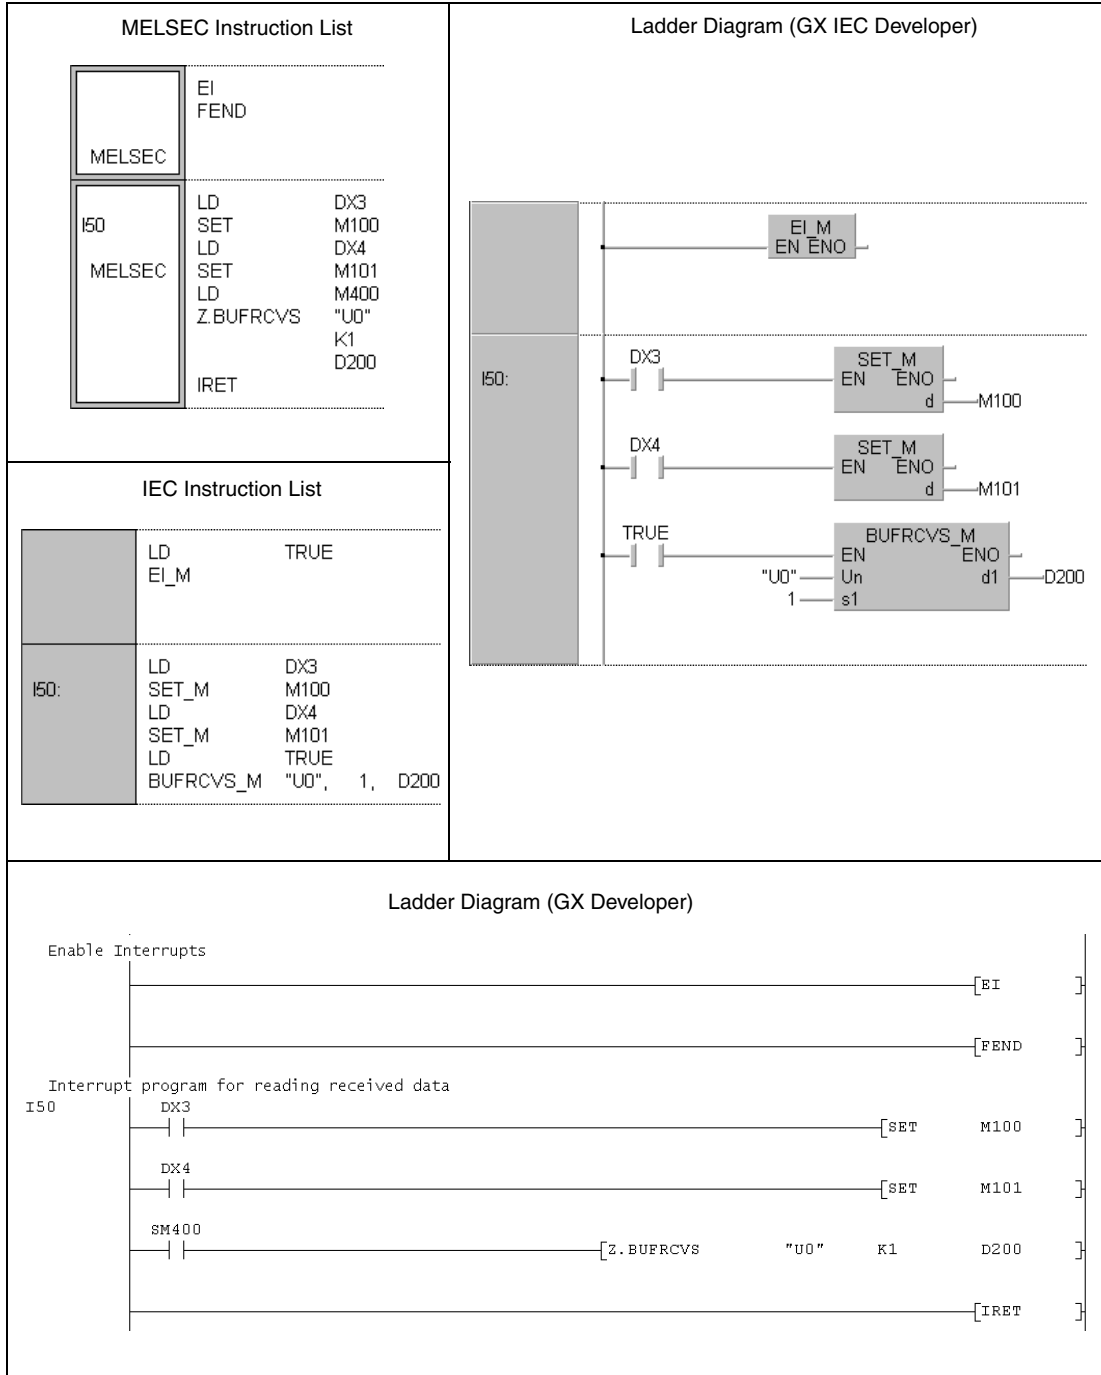 MELSEC Instruction List
EI
FEND
MELSEC
I50
MELSEC
LD DX3
SET M100
LD DX4
SET M101
LD M400
Z.BUFRCVS "U0"
K1
D200
IRET
Ladder Diagram (GX IEC Developer)
EI_M
EN ENO
I50:
DX3
SET_M
EN ENO
d M100
DX4
SET_M
EN ENO
d M101
TRUE
BUFRCVS_M
EN ENO
"U0" Un d1 D200
1 s1
IEC Instruction List
LD TRUE
EI_M
I50:
LD DX3
SET_M M100
LD DX4
SET_M M101
LD TRUE
BUFRCVS_M "U0", 1, D200
Ladder Diagram (GX Developer)
Enable Interrupts
[EI ]
[FEND ]
Interrupt program for reading received data
I50 DX3
[SET M100 ]
DX4
[SET M101 ]
SM400
[Z.BUFRCVS "U0" K1 D200 ]
[IRET ]